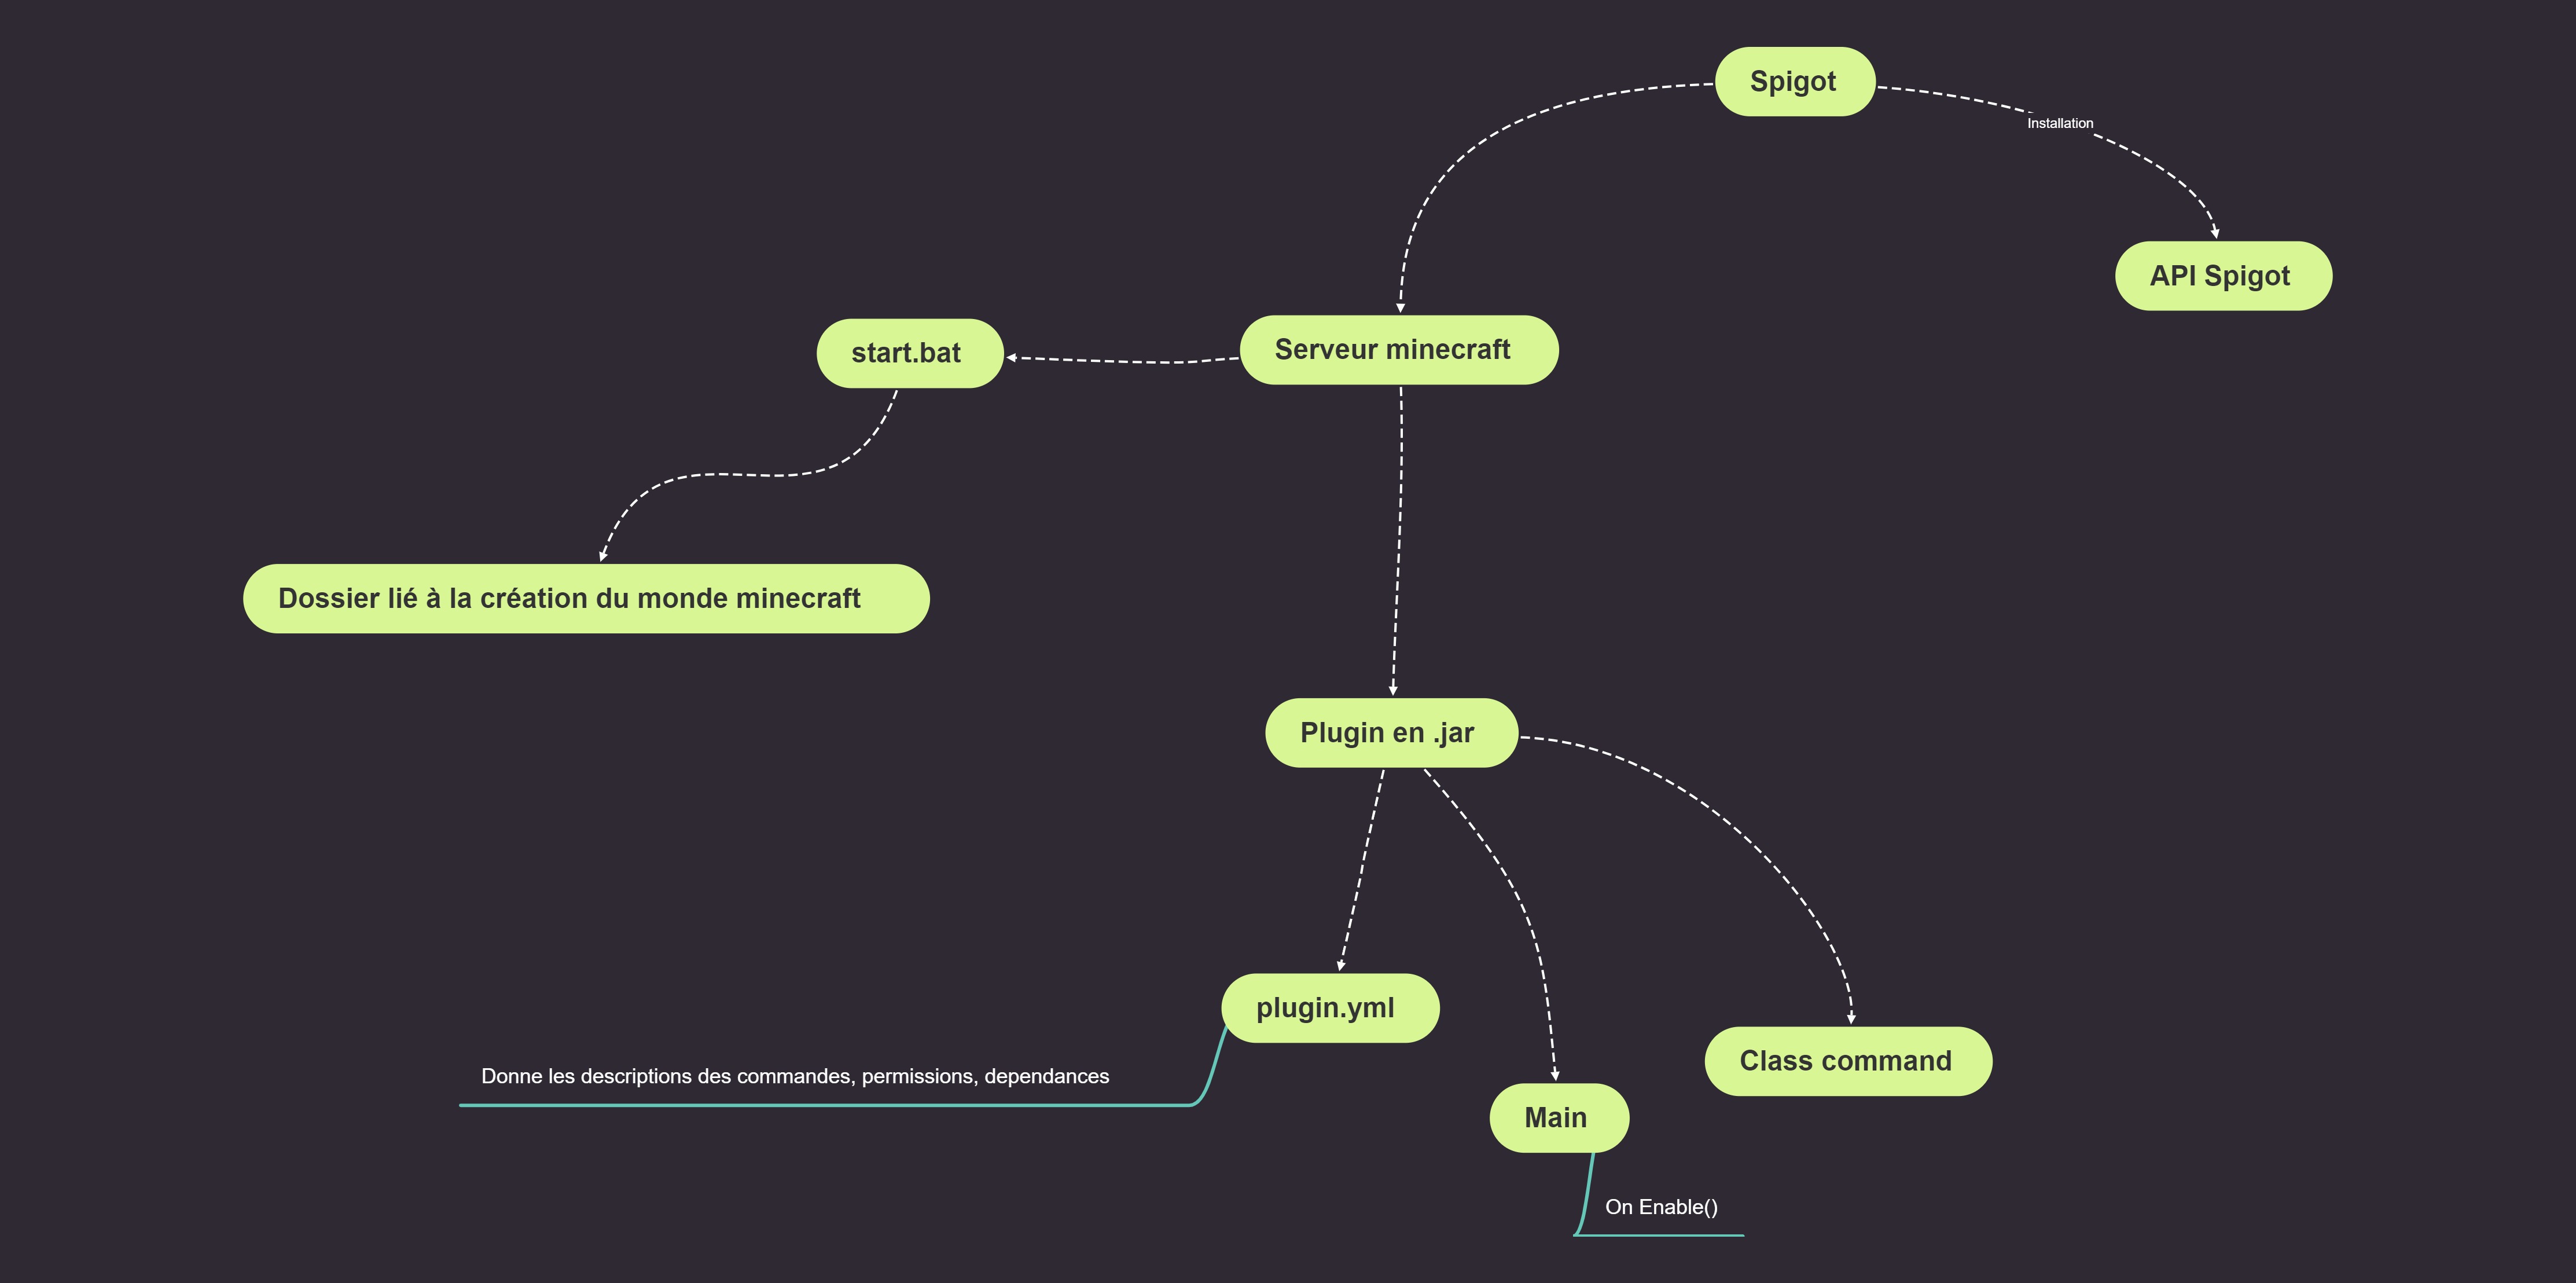 Spigot
Installation
API Spigot
Serveur minecraft
start.bat
Dossier lié à la création du monde minecraft
Plugin en .jar
plugin.yml
Donne les descriptions des commandes, permissions, dependances
Class command
Main
On Enable()